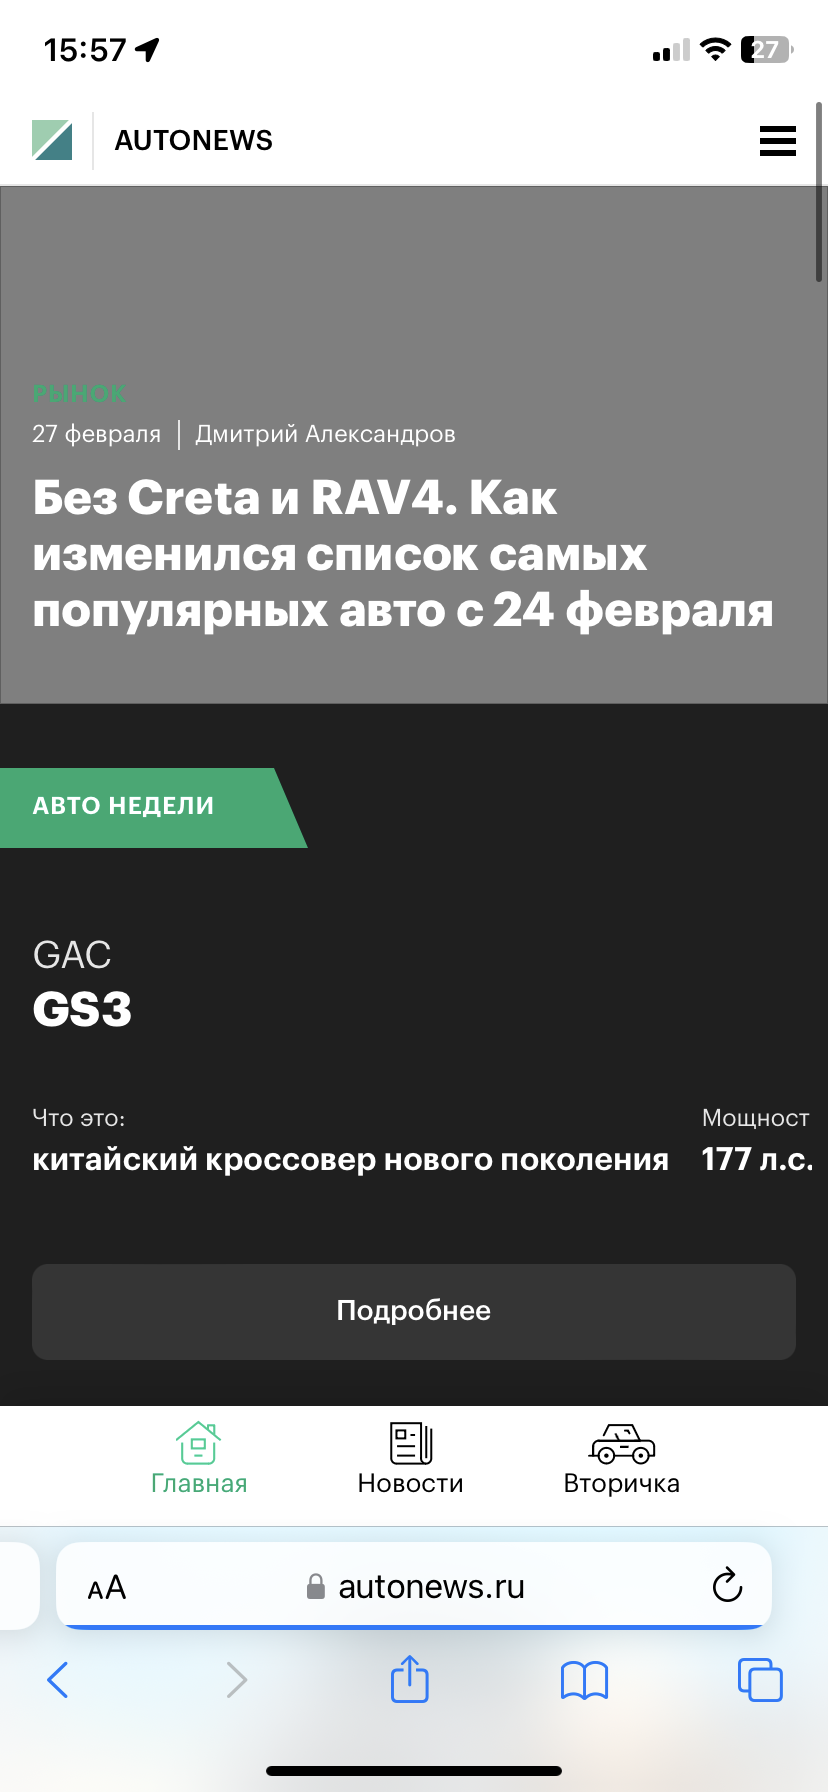 15:57
27
AUTONEWS
РЫНОК
27 февраля | Дмитрий Александров
Без Creta и RAV4. Как
изменился список самых
популярных авто с 24 февраля
АВТО НЕДЕЛИ
GAC
GS3
Что это: Мощност
китайский кроссовер нового поколения 177 л.с.
Подробнее
Главная Новости Вторичка
AA autonews.ru